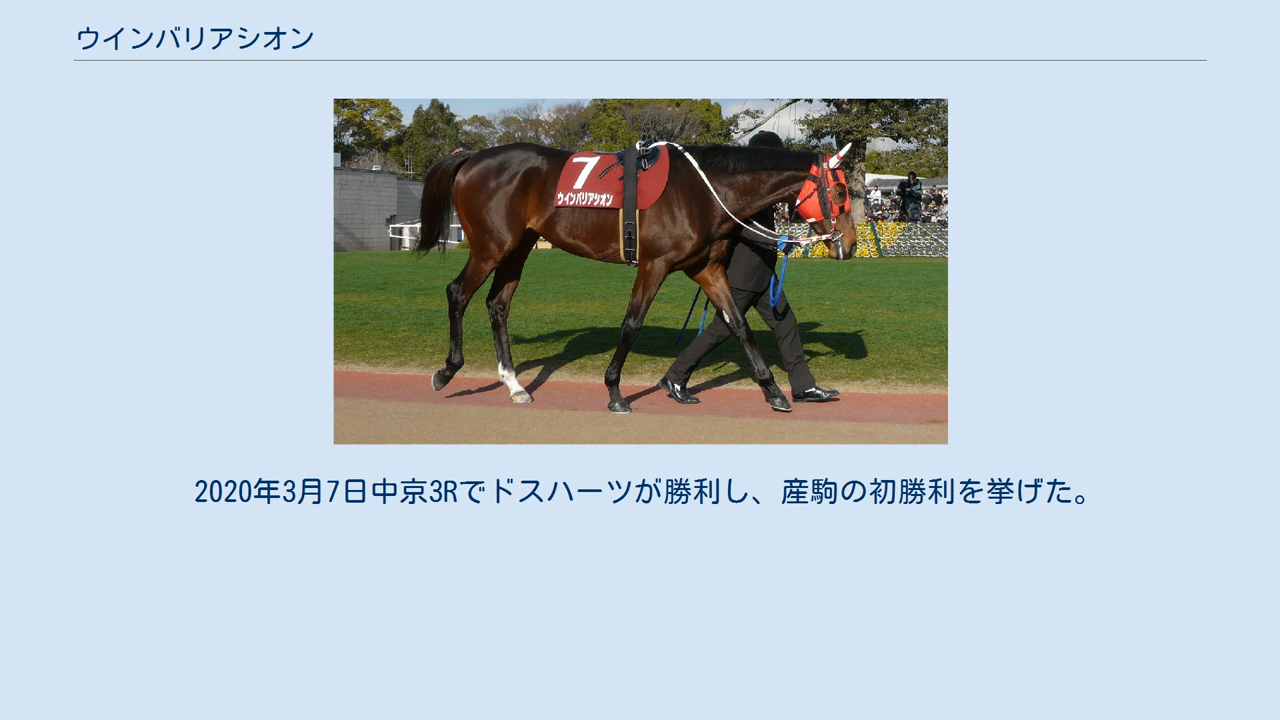 ウインバリアシオン
7
ウインバリアシオン
2020年3月7日中京3Rでドスハーツが勝利し、産駒の初勝利を挙げた。